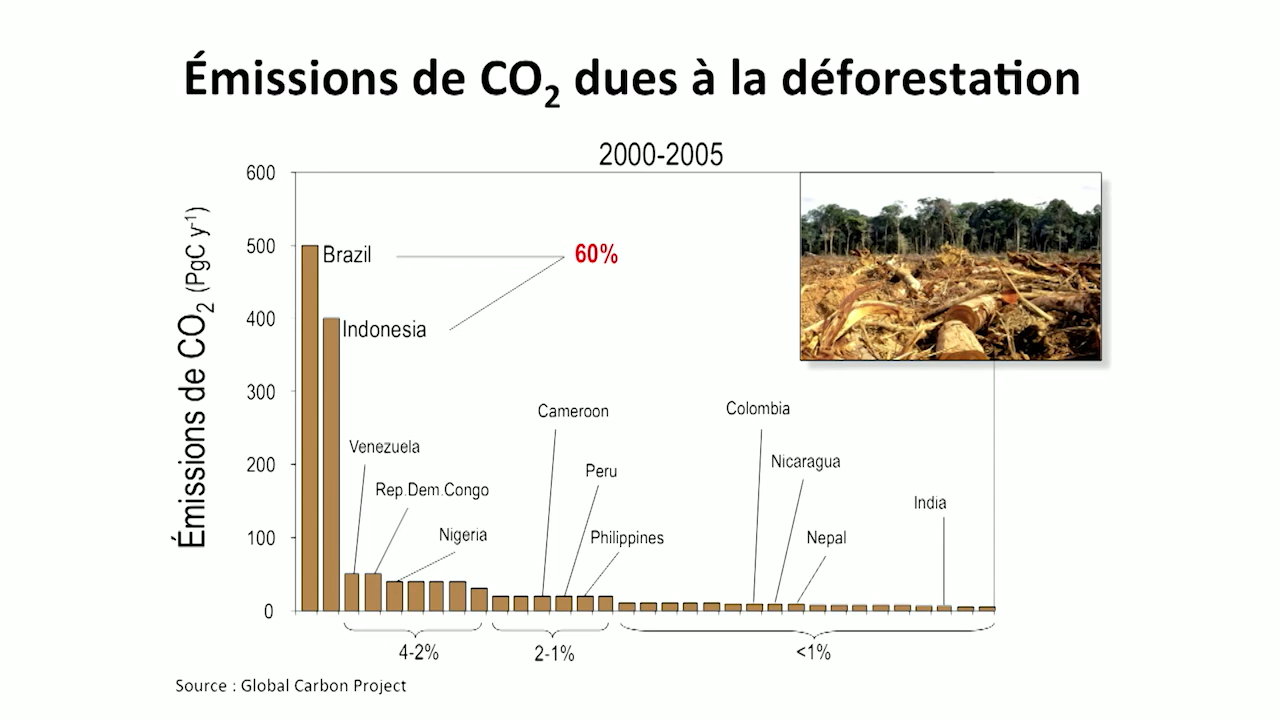 Émissions de CO2 dues à la déforestation
2000-2005
Émissions de CO2 (PgC y-1)
600
500
400
300
200
100
0
Brazil
60%
Indonesia
Cameroon
Colombia
Venezuela
Nicaragua
Peru
Rep.Dem.Congo
India
Nigeria
Philippines
Nepal
4-2%
2-1%
<1%
Source : Global Carbon Project